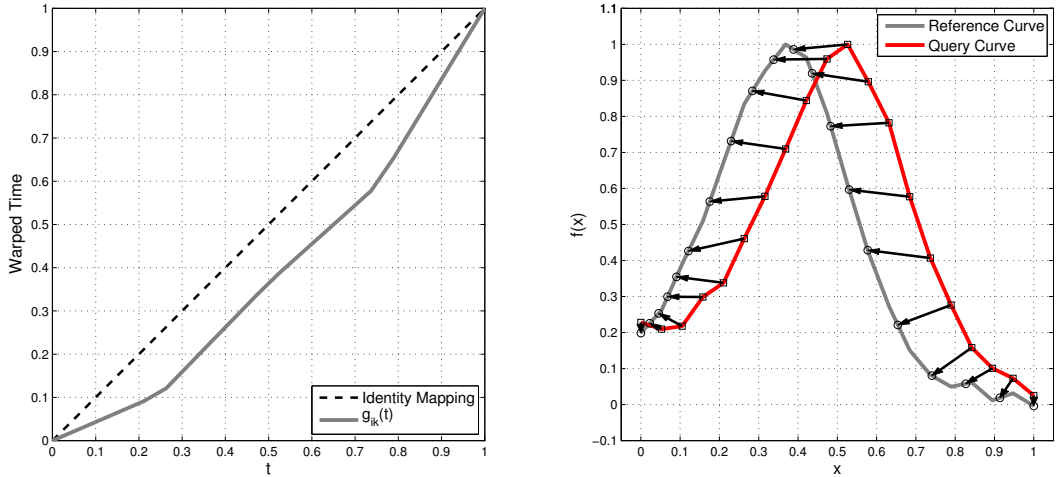 1
0.9
0.8
0.7
0.6
0.5
0.4
0.3
0.2
0.1
0
Warped Time
0 0.1 0.2 0.3 0.4 0.5 0.6 0.7 0.8 0.9 1
t
Identity Mapping
g_ik(t)
1.1
1
0.9
0.8
0.7
0.6
0.5
0.4
0.3
0.2
0.1
0
−0.1
f(x)
0 0.1 0.2 0.3 0.4 0.5 0.6 0.7 0.8 0.9 1
x
Reference Curve
Query Curve